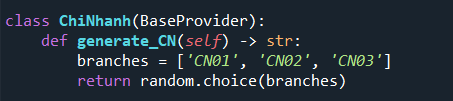 class ChiNhanh(BaseProvider):
    def generate_CN(self) -> str:
        branches = ['CN01', 'CN02', 'CN03']
        return random.choice(branches)